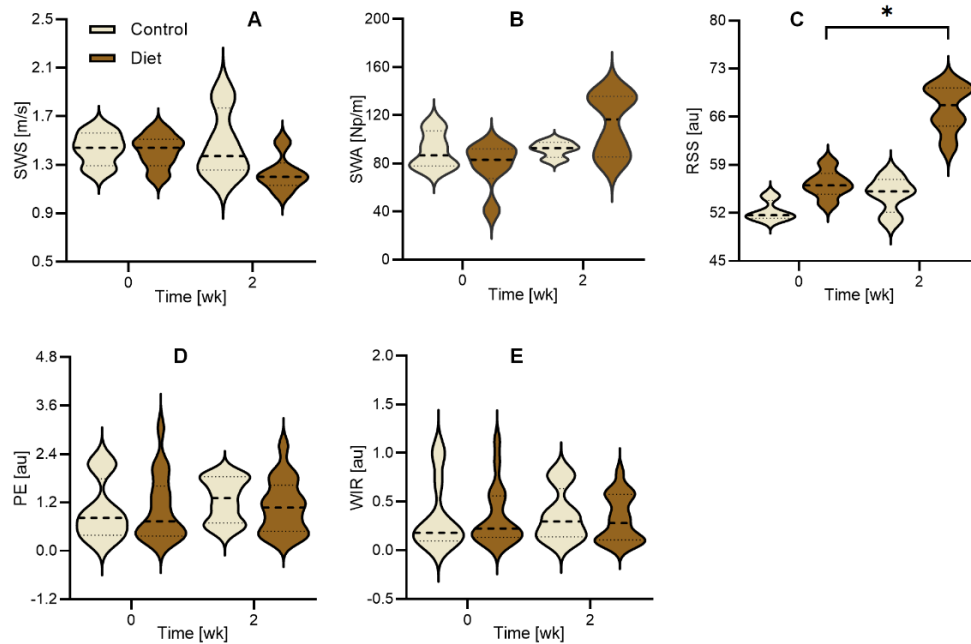 A
Control
Diet
SWS [m/s]
2.5
2.1
1.7
1.3
0.9
0.5
0
2
Time [wk]
B
SWA [Np/m]
200
160
120
80
40
0
0
2
Time [wk]
C
*
RSS [au]
80
73
66
59
52
45
0
2
Time [wk]
D
PE [au]
4.8
3.6
2.4
1.2
0.0
-1.2
0
2
Time [wk]
E
WIR [au]
2.0
1.5
1.0
0.5
0.0
-0.5
0
2
Time [wk]